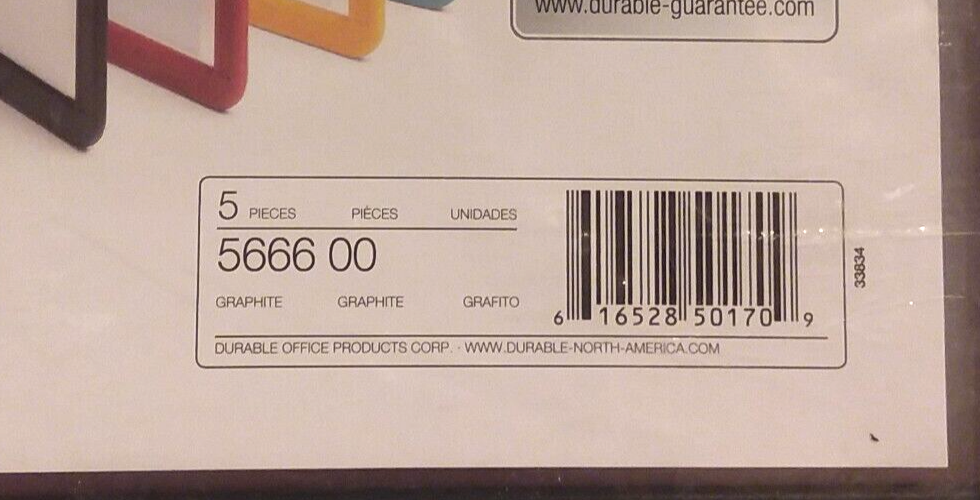 www.durable-guarantee.com
5 PIECES PIÈCES UNIDADES
5666 00
GRAPHITE GRAPHITE GRAFITO
6 16528 50170 9
33834
DURABLE OFFICE PRODUCTS CORP. · WWW.DURABLE-NORTH-AMERICA.COM